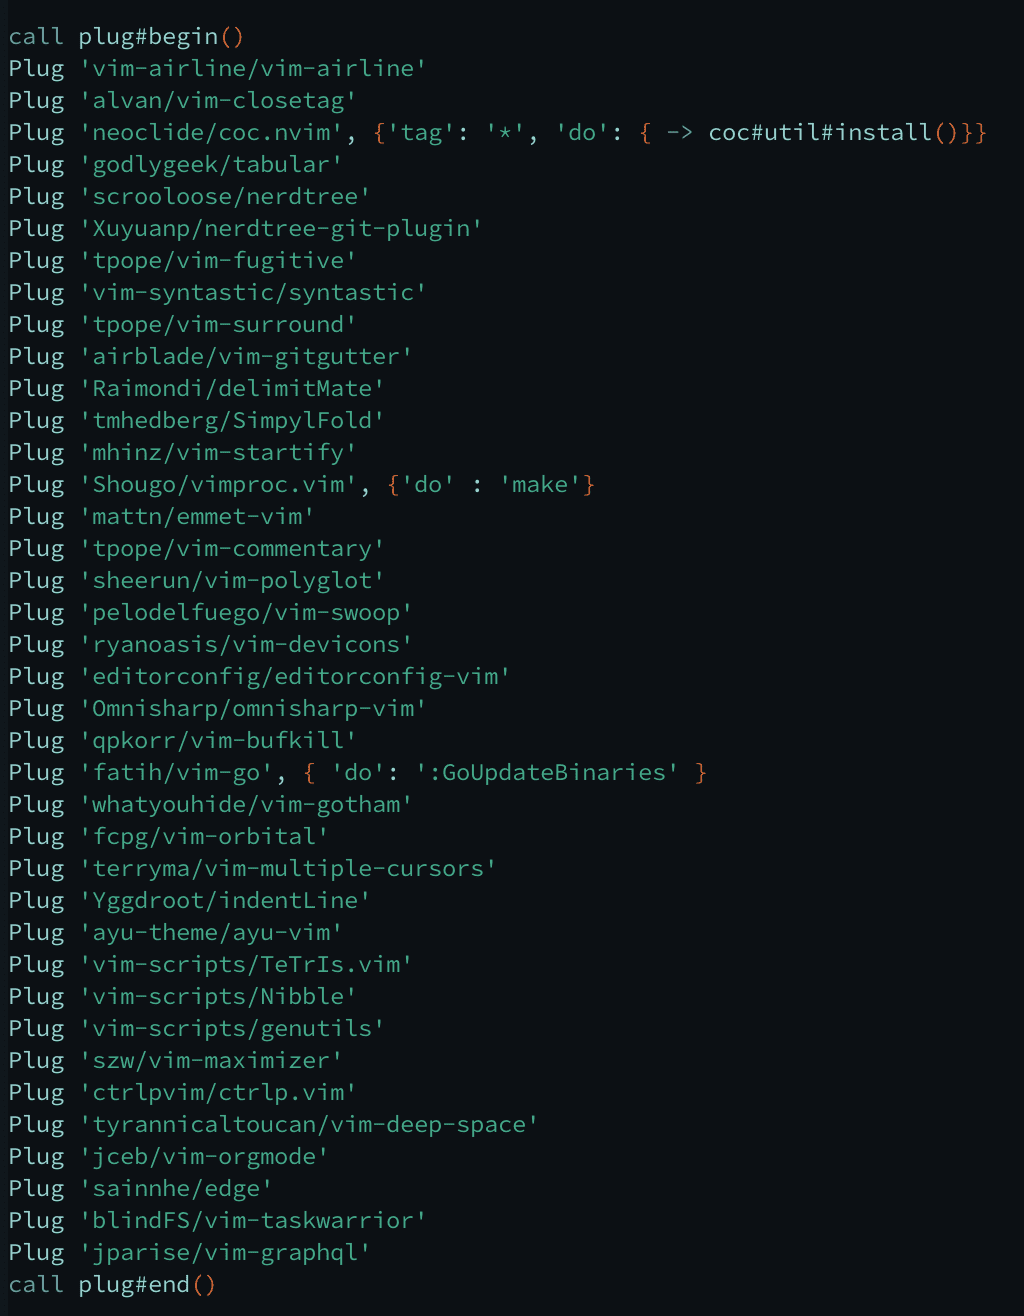 call plug#begin()
Plug 'vim-airline/vim-airline'
Plug 'alvan/vim-closetag'
Plug 'neoclide/coc.nvim', {'tag': '*', 'do': { -> coc#util#install()}}
Plug 'godlygeek/tabular'
Plug 'scrooloose/nerdtree'
Plug 'Xuyuanp/nerdtree-git-plugin'
Plug 'tpope/vim-fugitive'
Plug 'vim-syntastic/syntastic'
Plug 'tpope/vim-surround'
Plug 'airblade/vim-gitgutter'
Plug 'Raimondi/delimitMate'
Plug 'tmhedberg/SimpylFold'
Plug 'mhinz/vim-startify'
Plug 'Shougo/vimproc.vim', {'do' : 'make'}
Plug 'mattn/emmet-vim'
Plug 'tpope/vim-commentary'
Plug 'sheerun/vim-polyglot'
Plug 'pelodelfuego/vim-swoop'
Plug 'ryanoasis/vim-devicons'
Plug 'editorconfig/editorconfig-vim'
Plug 'Omnisharp/omnisharp-vim'
Plug 'qpkorr/vim-bufkill'
Plug 'fatih/vim-go', { 'do': ':GoUpdateBinaries' }
Plug 'whatyouhide/vim-gotham'
Plug 'fcpg/vim-orbital'
Plug 'terryma/vim-multiple-cursors'
Plug 'Yggdroot/indentLine'
Plug 'ayu-theme/ayu-vim'
Plug 'vim-scripts/TeTrIs.vim'
Plug 'vim-scripts/Nibble'
Plug 'vim-scripts/genutils'
Plug 'szw/vim-maximizer'
Plug 'ctrlpvim/ctrlp.vim'
Plug 'tyrannicaltoucan/vim-deep-space'
Plug 'jceb/vim-orgmode'
Plug 'sainnhe/edge'
Plug 'blindFS/vim-taskwarrior'
Plug 'jparise/vim-graphql'
call plug#end()